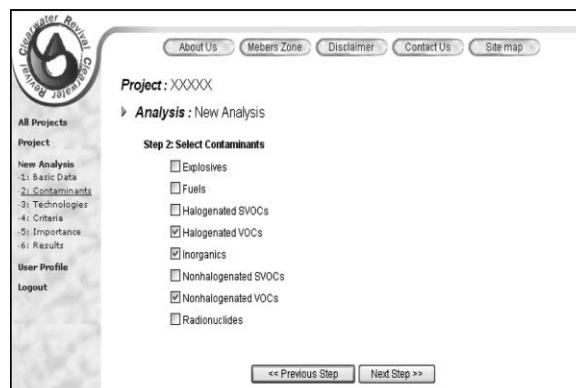 Clearwater Revival Clearwater Revival
About Us Mebers Zone Disclaimer Contact Us Site map
Project : XXXXX
Analysis : New Analysis
All Projects
Project
New Analysis
-1: Basic Data
-2: Contaminants
-3: Technologies
-4: Criteria
-5: Importance
-6: Results
User Profile
Logout
Step 2: Select Contaminants
Explosives
Fuels
Halogenated SVOCs
Halogenated VOCs
Inorganics
Nonhalogenated SVOCs
Nonhalogenated VOCs
Radionuclides
<< Previous Step Next Step >>